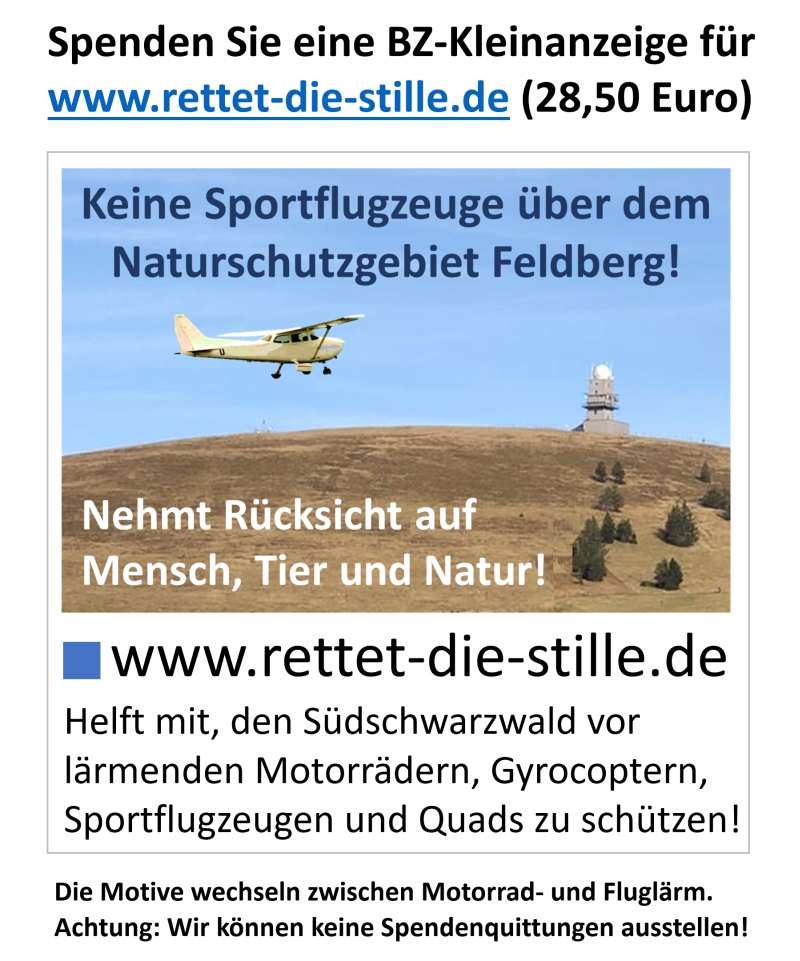 Spenden Sie eine BZ-Kleinanzeige für
www.rettet-die-stille.de (28,50 Euro)
Keine Sportflugzeuge über dem
Naturschutzgebiet Feldberg!
Nehmt Rücksicht auf
Mensch, Tier und Natur!
www.rettet-die-stille.de
Helft mit, den Südschwarzwald vor
lärmenden Motorrädern, Gyrocoptern,
Sportflugzeugen und Quads zu schützen!
Die Motive wechseln zwischen Motorrad- und Fluglärm.
Achtung: Wir können keine Spendenquittungen ausstellen!